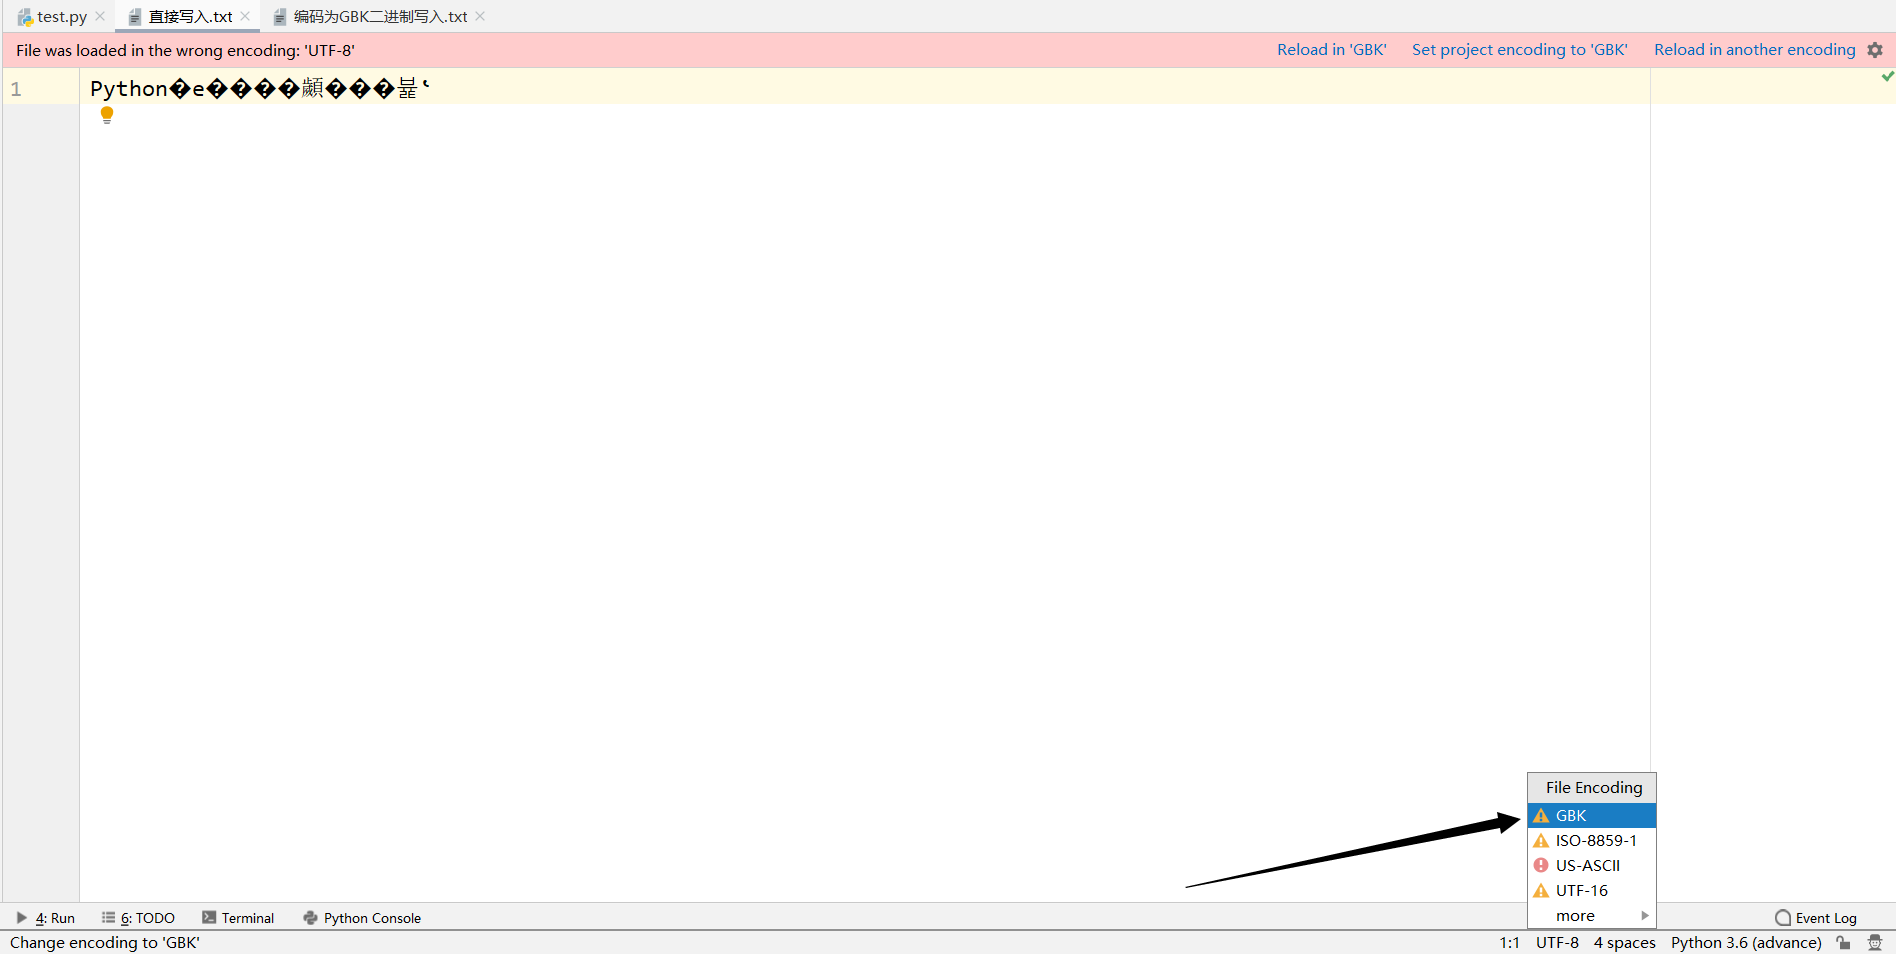 test.py 直接写入.txt 编码为GBK二进制写入.txt
File was loaded in the wrong encoding: 'UTF-8' Reload in 'GBK' Set project encoding to 'GBK' Reload in another encoding
1 Python�e����顲���뷽ʽ
File Encoding
GBK
ISO-8859-1
US-ASCII
UTF-16
more
4: Run 6: TODO Terminal Python Console Event Log
Change encoding to 'GBK' 1:1 UTF-8 4 spaces Python 3.6 (advance)